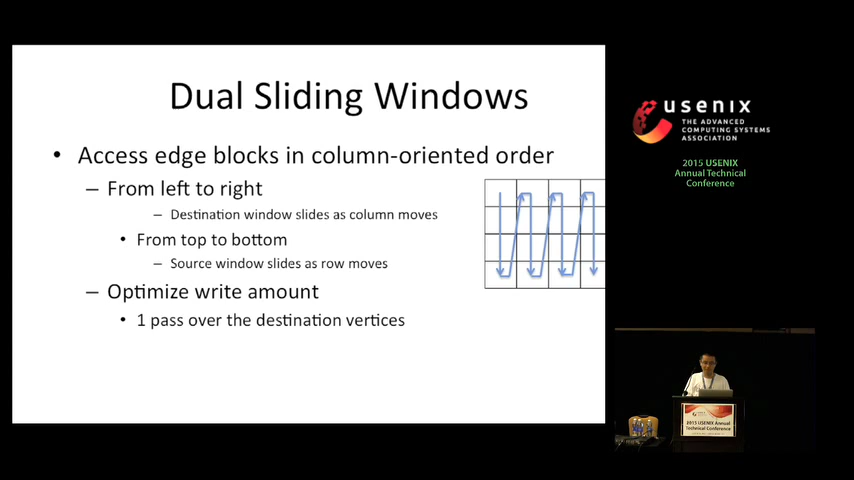 Dual Sliding Windows
• Access edge blocks in column-oriented order
– From left to right
– Destination window slides as column moves
• From top to bottom
– Source window slides as row moves
– Optimize write amount
• 1 pass over the destination vertices
usenix
THE ADVANCED
COMPUTING SYSTEMS
ASSOCIATION
2015 USENIX
Annual Technical
Conference
2015 USENIX Annual
Technical Conference